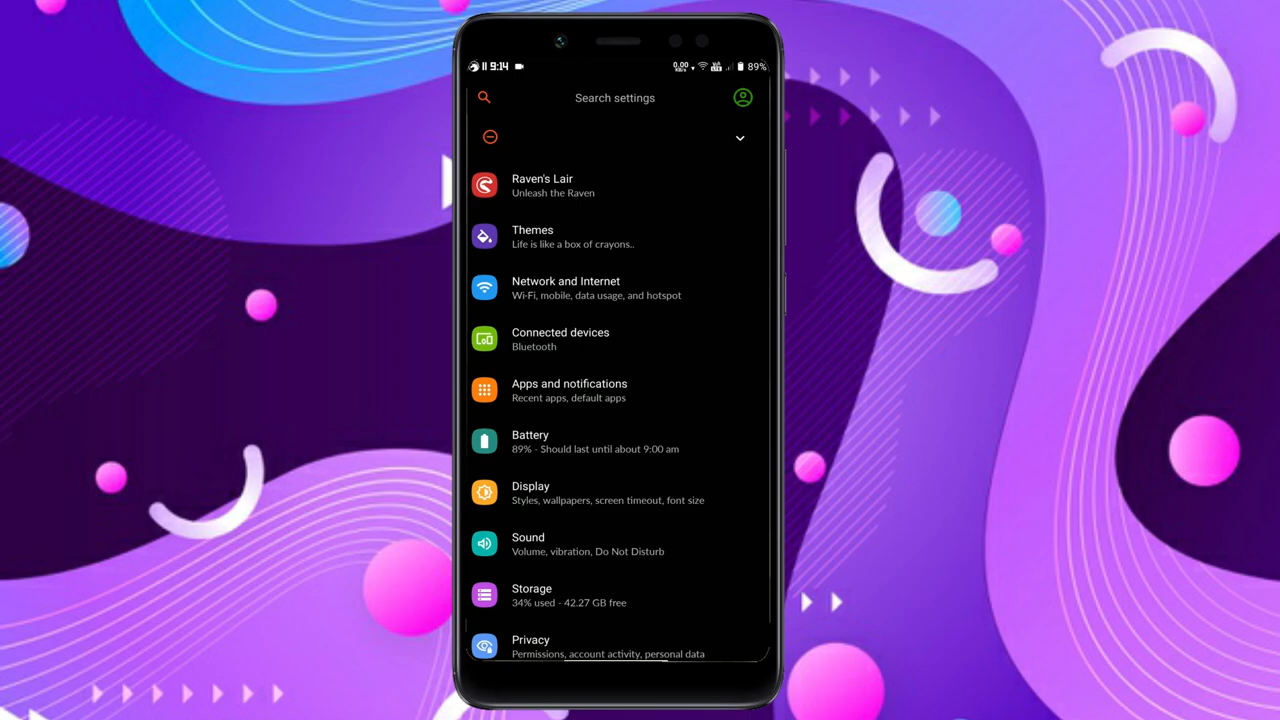 9:14
0.00
KB/s
Vo
LTE
89%
Search settings
Raven's Lair
Unleash the Raven
Themes
Life is like a box of crayons..
Network and Internet
Wi-Fi, mobile, data usage, and hotspot
Connected devices
Bluetooth
Apps and notifications
Recent apps, default apps
Battery
89% - Should last until about 9:00 am
Display
Styles, wallpapers, screen timeout, font size
Sound
Volume, vibration, Do Not Disturb
Storage
34% used - 42.27 GB free
Privacy
Permissions, account activity, personal data